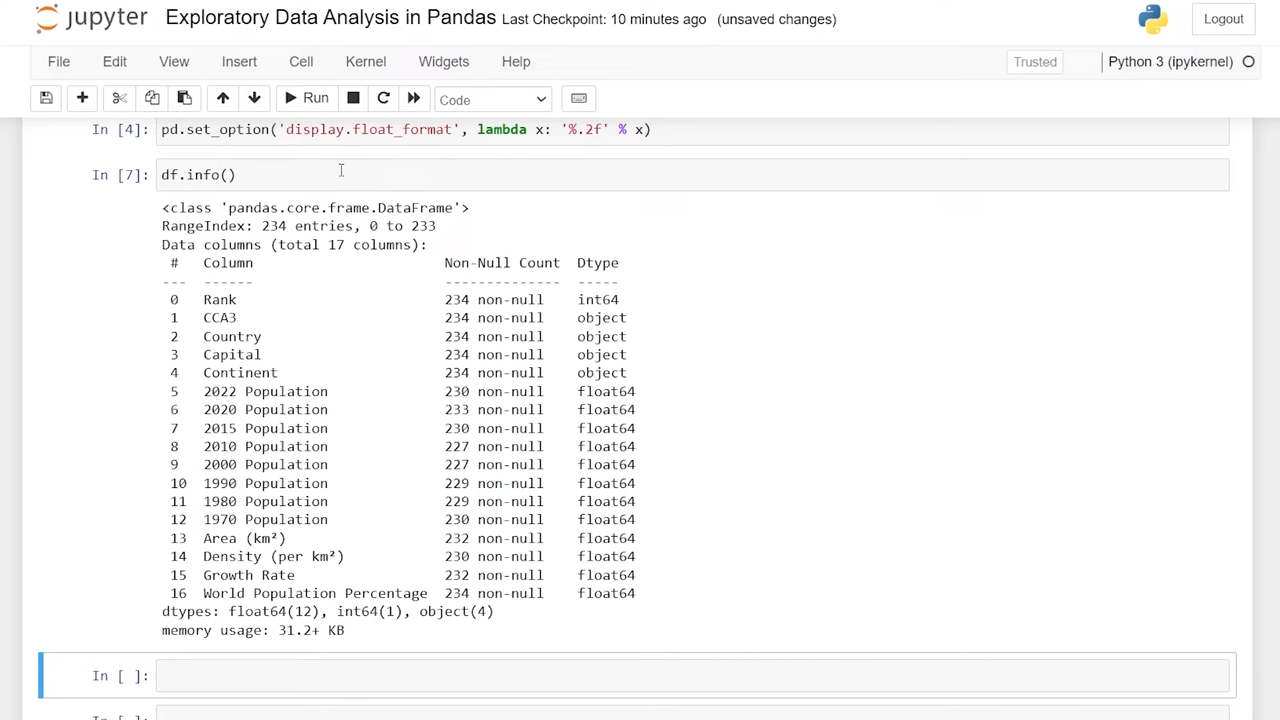 jupyter Exploratory Data Analysis in Pandas Last Checkpoint: 10 minutes ago (unsaved changes) Logout
File Edit View Insert Cell Kernel Widgets Help Trusted Python 3 (ipykernel)
Run Code
In [4]: pd.set_option('display.float_format', lambda x: '%.2f' % x)
In [7]: df.info()
<class 'pandas.core.frame.DataFrame'>
RangeIndex: 234 entries, 0 to 233
Data columns (total 17 columns):
# Column Non-Null Count Dtype
--- ------ -------------- -----
0 Rank 234 non-null int64
1 CCA3 234 non-null object
2 Country 234 non-null object
3 Capital 234 non-null object
4 Continent 234 non-null object
5 2022 Population 230 non-null float64
6 2020 Population 233 non-null float64
7 2015 Population 230 non-null float64
8 2010 Population 227 non-null float64
9 2000 Population 227 non-null float64
10 1990 Population 229 non-null float64
11 1980 Population 229 non-null float64
12 1970 Population 230 non-null float64
13 Area (km²) 232 non-null float64
14 Density (per km²) 230 non-null float64
15 Growth Rate 232 non-null float64
16 World Population Percentage 234 non-null float64
dtypes: float64(12), int64(1), object(4)
memory usage: 31.2+ KB
In [ ]:
In [ ]: